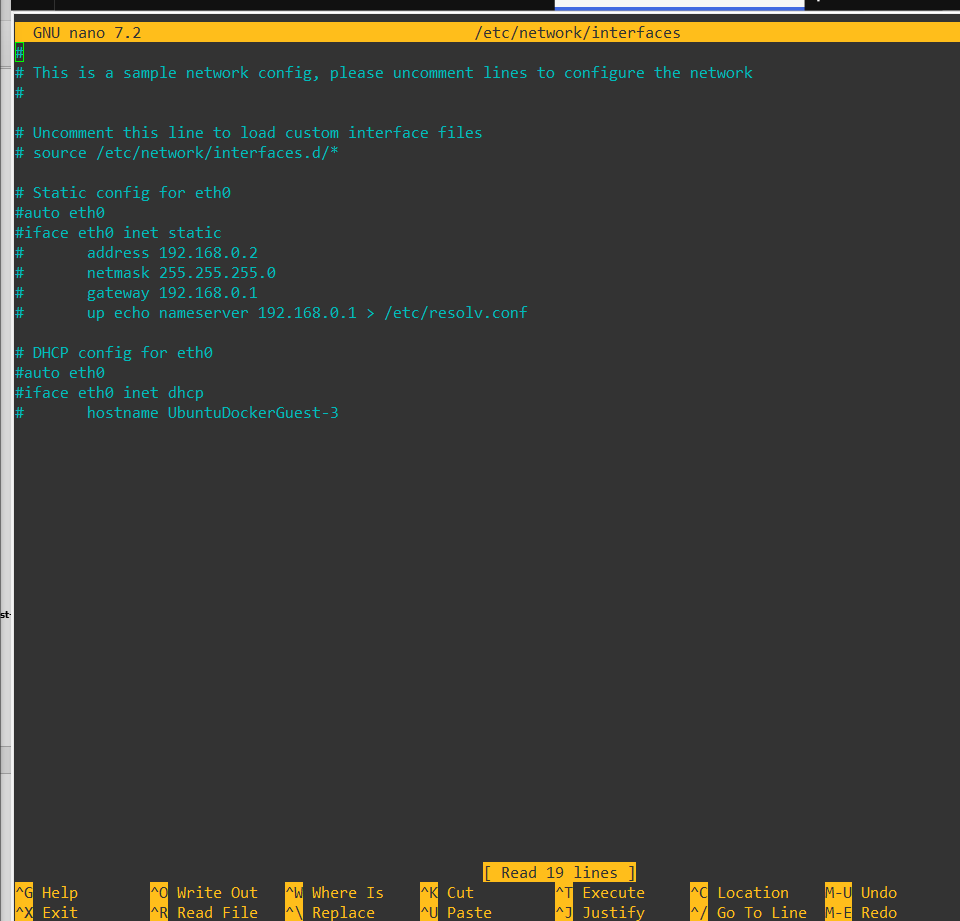 GNU nano 7.2 /etc/network/interfaces
#
# This is a sample network config, please uncomment lines to configure the network
#
# Uncomment this line to load custom interface files
# source /etc/network/interfaces.d/*
# Static config for eth0
#auto eth0
#iface eth0 inet static
# address 192.168.0.2
# netmask 255.255.255.0
# gateway 192.168.0.1
# up echo nameserver 192.168.0.1 > /etc/resolv.conf
# DHCP config for eth0
#auto eth0
#iface eth0 inet dhcp
# hostname UbuntuDockerGuest-3
st-
[ Read 19 lines ]
^G Help ^O Write Out ^W Where Is ^K Cut ^T Execute ^C Location M-U Undo
^X Exit ^R Read File ^\ Replace ^U Paste ^J Justify ^/ Go To Line M-E Redo